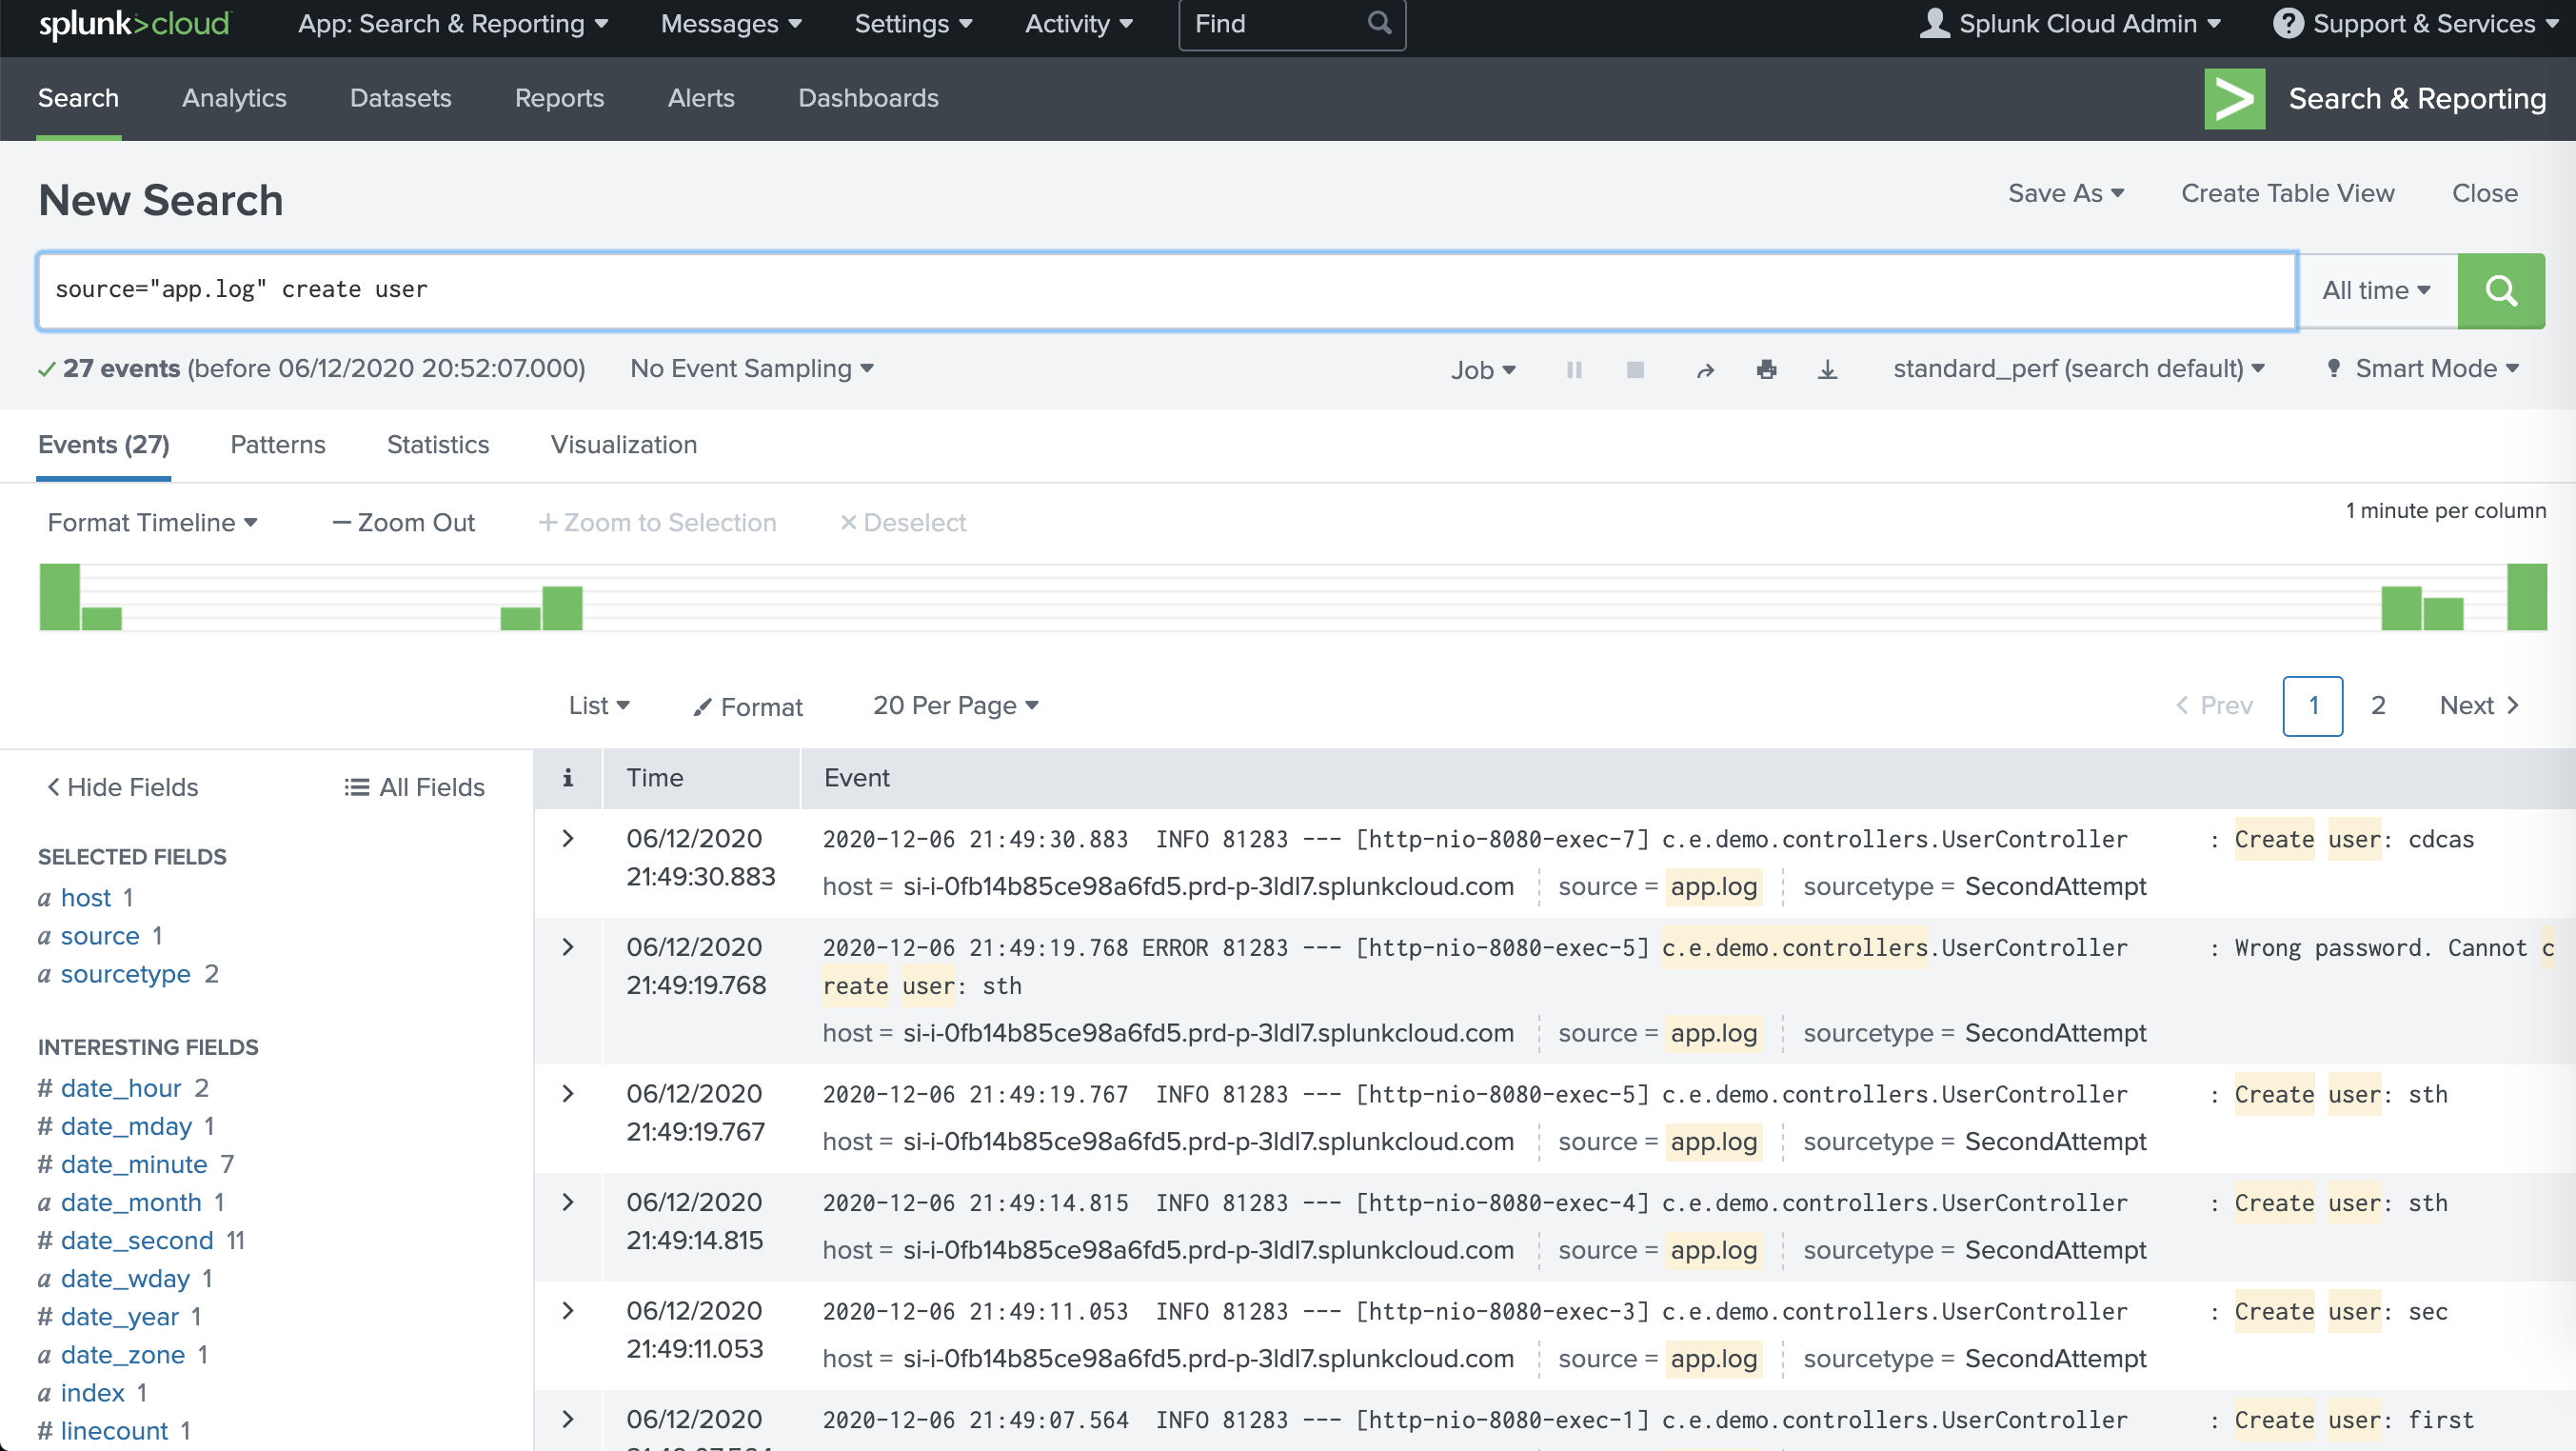 splunk>cloud App: Search & Reporting Messages Settings Activity Find Splunk Cloud Admin ? Support & Services
Search Analytics Datasets Reports Alerts Dashboards > Search & Reporting
New Search Save As Create Table View Close
source="app.log" create user All time
27 events (before 06/12/2020 20:52:07.000) No Event Sampling Job standard_perf (search default) Smart Mode
Events (27) Patterns Statistics Visualization
Format Timeline — Zoom Out + Zoom to Selection × Deselect 1 minute per column
List Format 20 Per Page < Prev 1 2 Next >
< Hide Fields All Fields
SELECTED FIELDS
a host 1
a source 1
a sourcetype 2
INTERESTING FIELDS
# date_hour 2
# date_mday 1
# date_minute 7
a date_month 1
# date_second 11
a date_wday 1
# date_year 1
a date_zone 1
a index 1
# linecount 1
i Time Event
> 06/12/2020 2020-12-06 21:49:30.883  INFO 81283 --- [http-nio-8080-exec-7] c.e.demo.controllers.UserController : Create user: cdcas
21:49:30.883 host = si-i-0fb14b85ce98a6fd5.prd-p-3ldl7.splunkcloud.com source = app.log sourcetype = SecondAttempt
> 06/12/2020 2020-12-06 21:49:19.768 ERROR 81283 --- [http-nio-8080-exec-5] c.e.demo.controllers.UserController : Wrong password. Cannot c
21:49:19.768 reate user: sth
host = si-i-0fb14b85ce98a6fd5.prd-p-3ldl7.splunkcloud.com source = app.log sourcetype = SecondAttempt
> 06/12/2020 2020-12-06 21:49:19.767  INFO 81283 --- [http-nio-8080-exec-5] c.e.demo.controllers.UserController : Create user: sth
21:49:19.767 host = si-i-0fb14b85ce98a6fd5.prd-p-3ldl7.splunkcloud.com source = app.log sourcetype = SecondAttempt
> 06/12/2020 2020-12-06 21:49:14.815  INFO 81283 --- [http-nio-8080-exec-4] c.e.demo.controllers.UserController : Create user: sth
21:49:14.815 host = si-i-0fb14b85ce98a6fd5.prd-p-3ldl7.splunkcloud.com source = app.log sourcetype = SecondAttempt
> 06/12/2020 2020-12-06 21:49:11.053  INFO 81283 --- [http-nio-8080-exec-3] c.e.demo.controllers.UserController : Create user: sec
21:49:11.053 host = si-i-0fb14b85ce98a6fd5.prd-p-3ldl7.splunkcloud.com source = app.log sourcetype = SecondAttempt
> 06/12/2020 2020-12-06 21:49:07.564  INFO 81283 --- [http-nio-8080-exec-1] c.e.demo.controllers.UserController : Create user: first